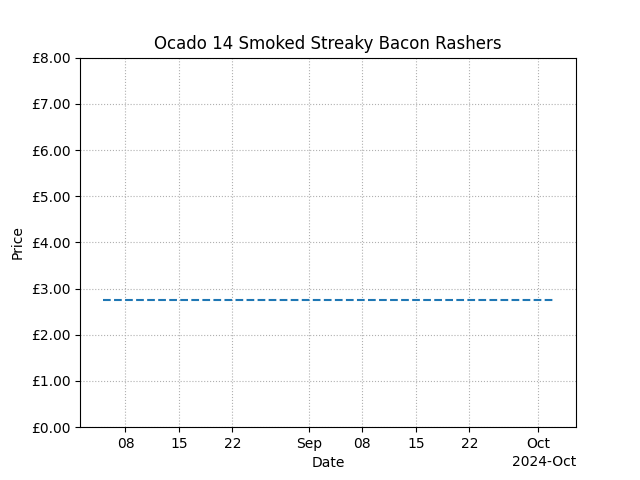 Ocado 14 Smoked Streaky Bacon Rashers
£8.00
£7.00
£6.00
£5.00
£4.00
£3.00
£2.00
£1.00
£0.00
Price
08 15 22 Sep 08 15 22 Oct
Date
2024-Oct